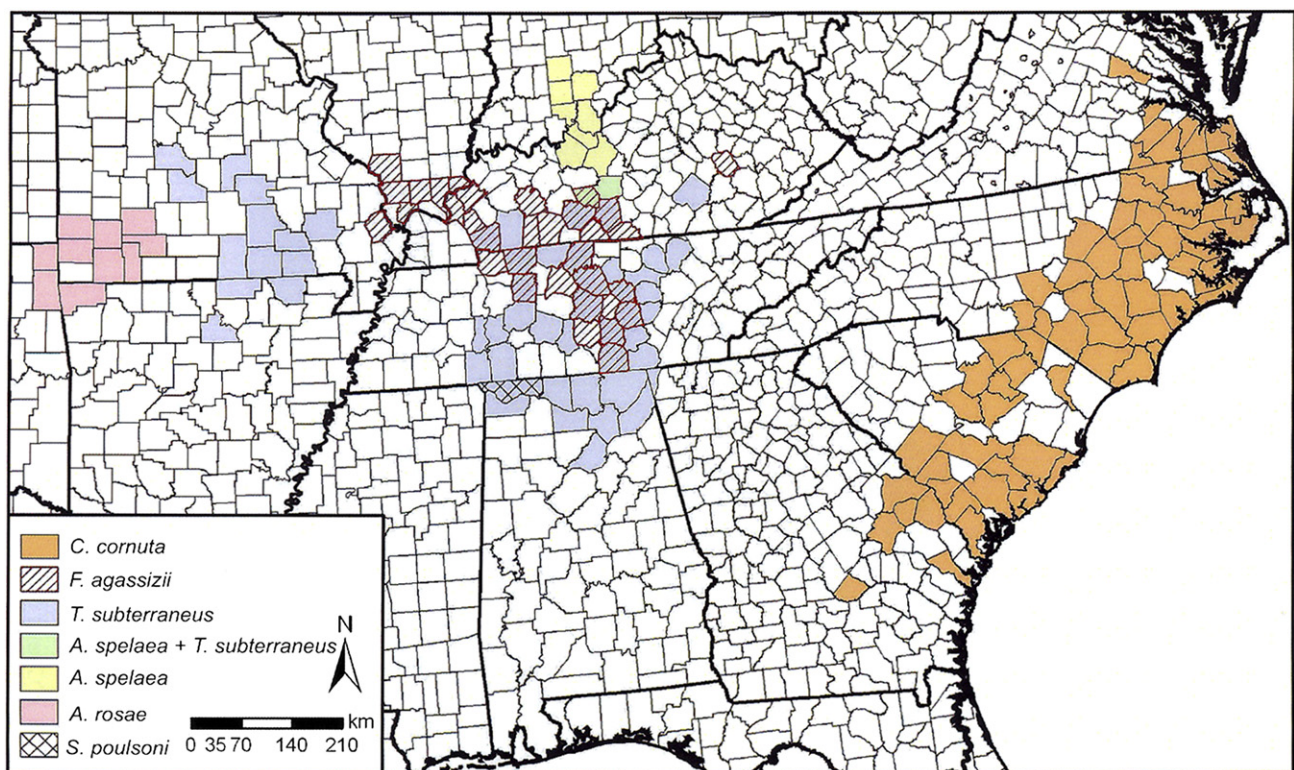 C. cornuta
F. agassizii
T. subterraneus
A. spelaea + T. subterraneus
A. spelaea
A. rosae
S. poulsoni
N
km
0 35 70 140 210